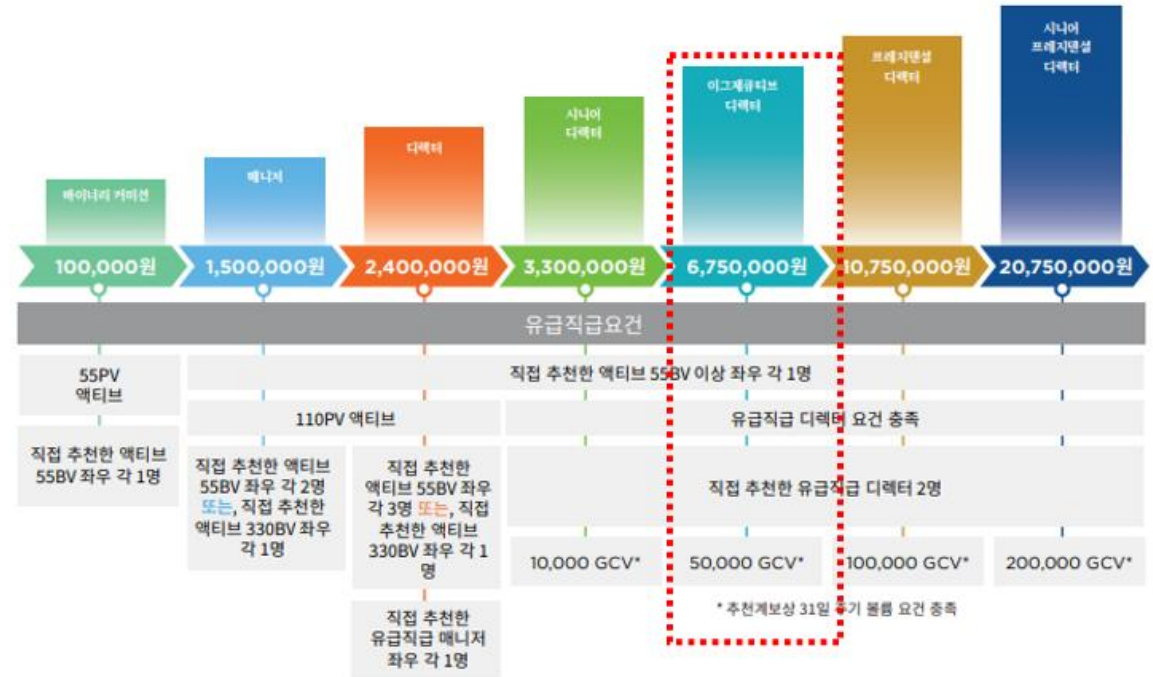 바이너리 커미션
매니저
디렉터
시니어
디렉터
이그제큐티브
디렉터
프레지덴셜
디렉터
시니어
프레지덴셜
디렉터
100,000원
1,500,000원
2,400,000원
3,300,000원
6,750,000원
10,750,000원
20,750,000원
유급직급요건
55PV
액티브
직접 추천한 액티브 55BV 이상 좌우 각 1명
110PV 액티브
유급직급 디렉터 요건 충족
직접 추천한 액티브
55BV 좌우 각 1명
직접 추천한 액티브
55BV 좌우 각 2명
또는, 직접 추천한
액티브 330BV 좌우
각 1명
직접 추천한
액티브 55BV 좌우
각 3명 또는, 직접
추천한 액티브
330BV 좌우 각 1
명
직접 추천한 유급직급 디렉터 2명
10,000 GCV*
50,000 GCV*
100,000 GCV*
200,000 GCV*
* 추천계보상 31일 주기 볼륨 요건 충족
직접 추천한
유급직급 매니저
좌우 각 1명